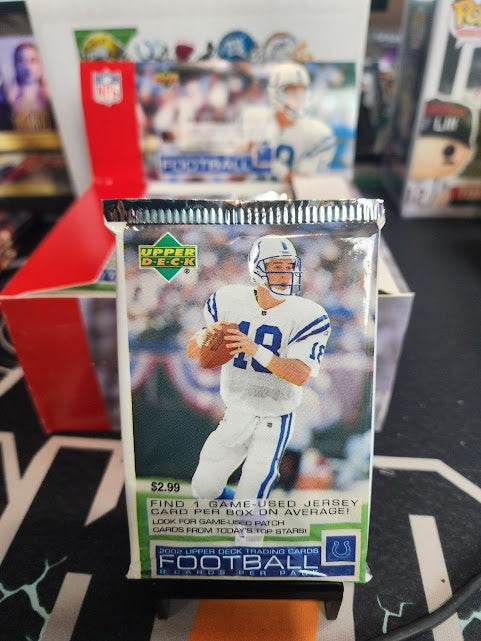 NFL
FOOTBALL
UPPER
DECK
®
18
18
$2.99
FIND 1 GAME-USED JERSEY
CARD PER BOX ON AVERAGE!
LOOK FOR GAME-USED PATCH
CARDS FROM TODAY'S TOP STARS!
2002 UPPER DECK TRADING CARDS
FOOTBALL
8 CARDS PER PACK